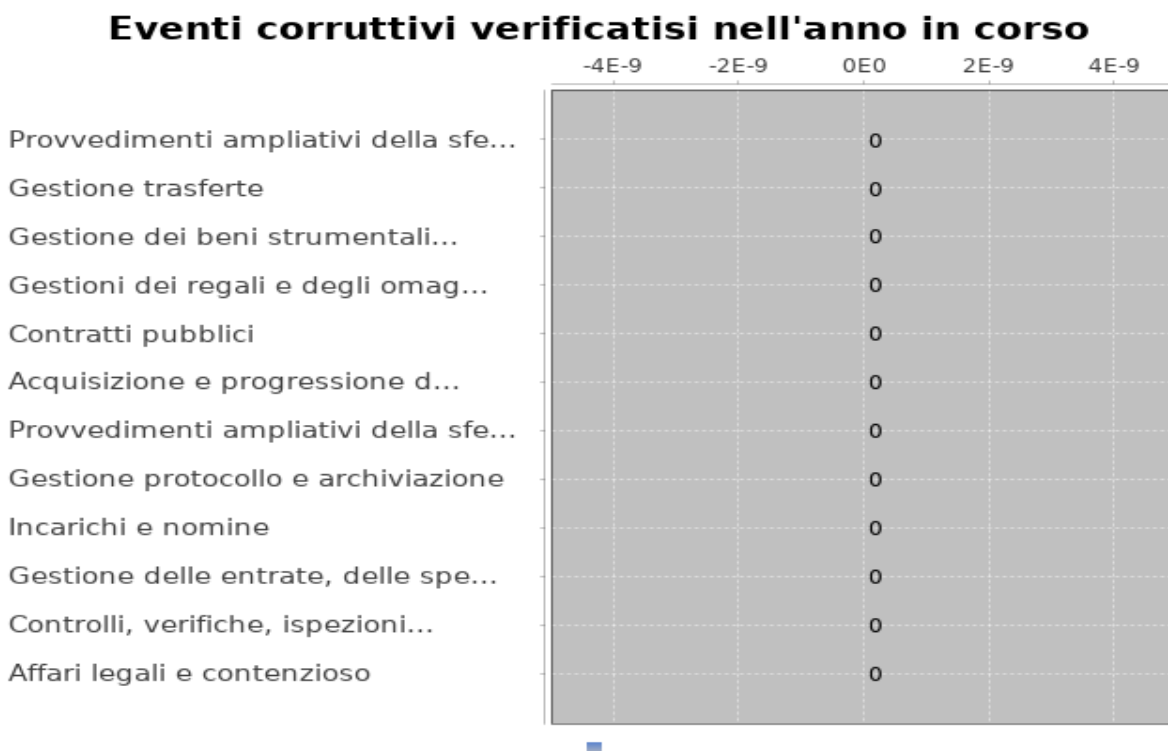 Eventi corruttivi verificatisi nell'anno in corso
-4E-9 -2E-9 0E0 2E-9 4E-9
Provvedimenti ampliativi della sfe... 0
Gestione trasferte 0
Gestione dei beni strumentali... 0
Gestioni dei regali e degli omag... 0
Contratti pubblici 0
Acquisizione e progressione d... 0
Provvedimenti ampliativi della sfe... 0
Gestione protocollo e archiviazione 0
Incarichi e nomine 0
Gestione delle entrate, delle spe... 0
Controlli, verifiche, ispezioni... 0
Affari legali e contenzioso 0